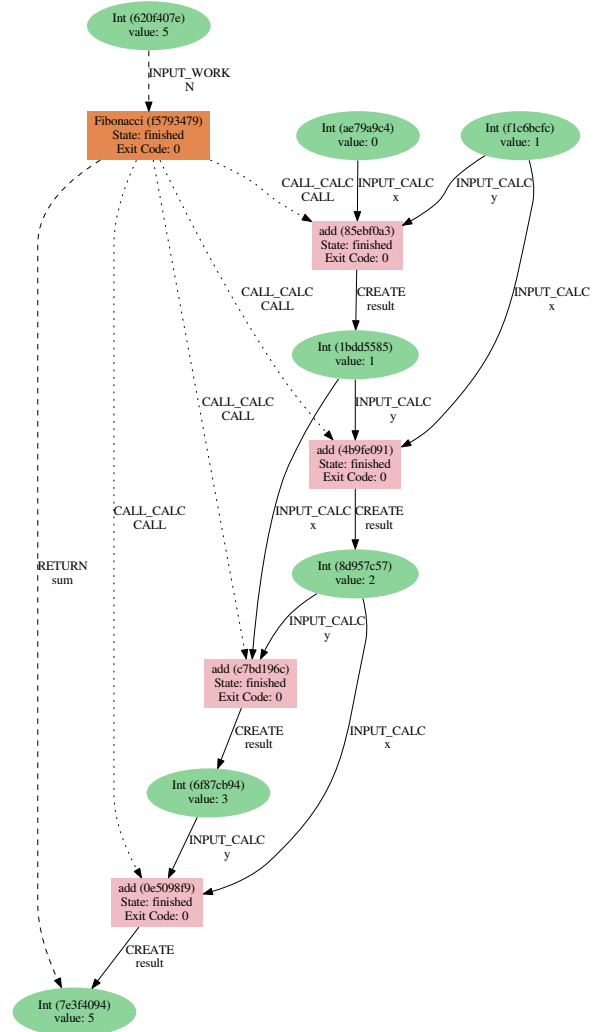 Int (620f407e)
value: 5
INPUT_WORK
N
Fibonacci (f5793479)
State: finished
Exit Code: 0
Int (ae79a9c4)
value: 0
Int (f1c6bcfc)
value: 1
CALL_CALC
CALL
INPUT_CALC
x
INPUT_CALC
y
add (85ebf0a3)
State: finished
Exit Code: 0
CALL_CALC
CALL
CREATE
result
INPUT_CALC
x
Int (1bdd5585)
value: 1
CALL_CALC
CALL
INPUT_CALC
y
add (4b9fe091)
State: finished
Exit Code: 0
RETURN
sum
CALL_CALC
CALL
INPUT_CALC
x
CREATE
result
Int (8d957c57)
value: 2
INPUT_CALC
y
add (c7bd196c)
State: finished
Exit Code: 0
CREATE
result
INPUT_CALC
x
Int (6f87cb94)
value: 3
INPUT_CALC
y
add (0e5098f9)
State: finished
Exit Code: 0
CREATE
result
Int (7e3f4094)
value: 5